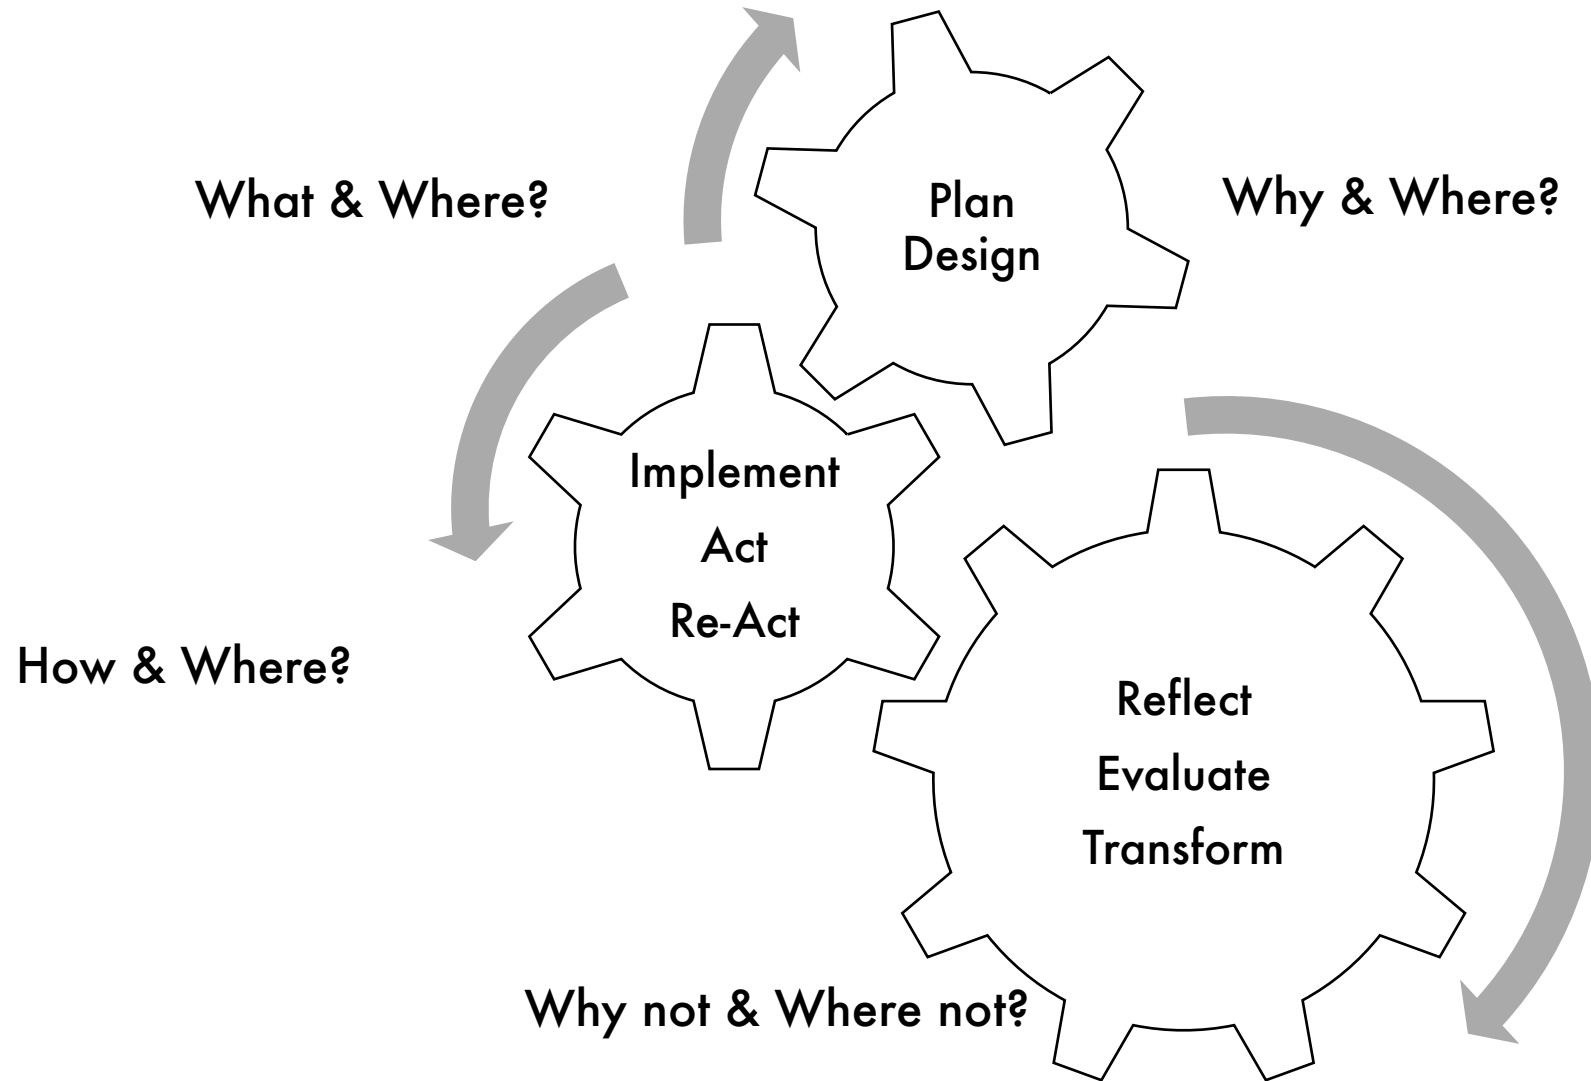 What & Where?
Plan
Design
Why & Where?
Implement
Act
Re-Act
How & Where?
Reflect
Evaluate
Transform
Why not & Where not?